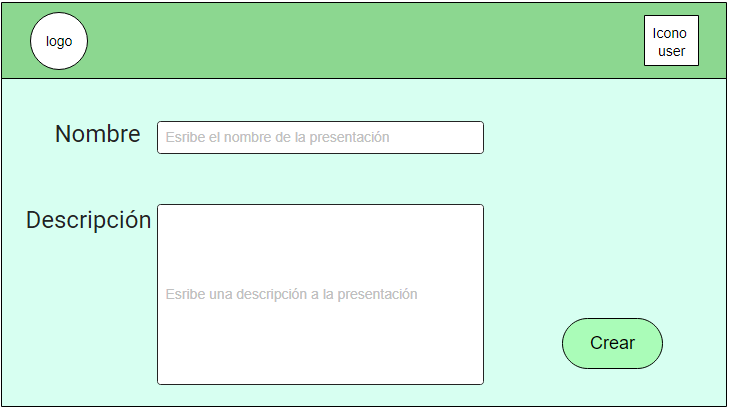 logo
Icono
user
Nombre
Esribe el nombre de la presentación
Descripción
Esribe una descripción a la presentación
Crear